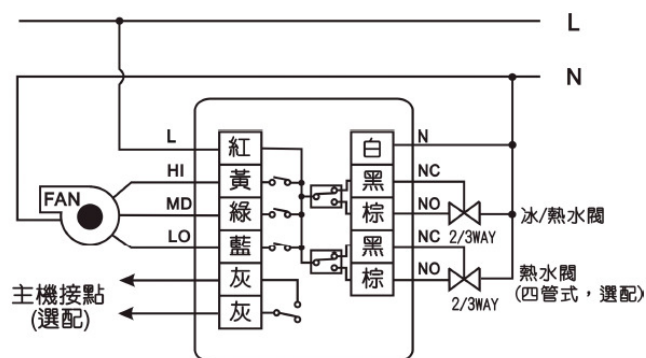 L
N
L 紅 白 N
HI 黃 黑 NC
FAN MD 綠 棕 NO 2/3WAY 冰/熱水閥
LO 藍 黑 NC
灰 棕 NO 2/3WAY 熱水閥
(四管式，選配)
主機接點
(選配)
灰